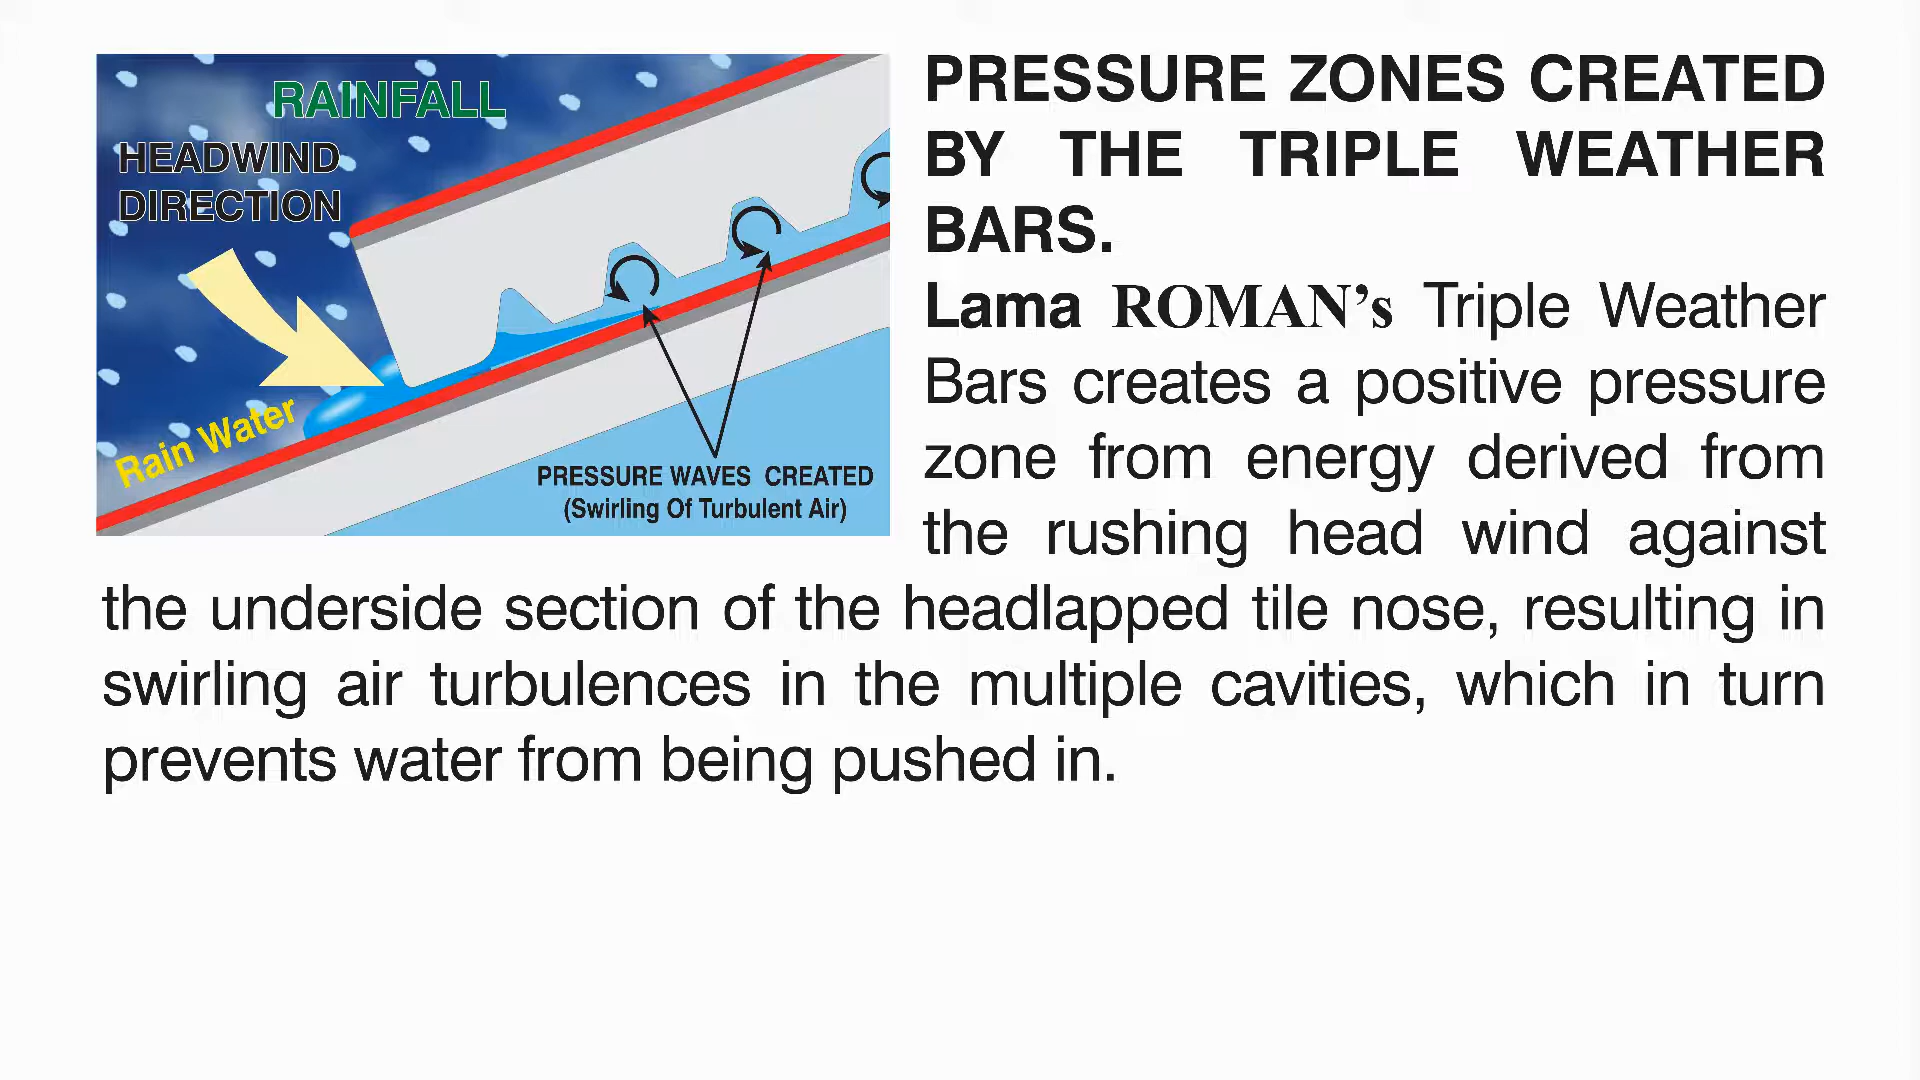 RAINFALL
HEADWIND
DIRECTION
Rain Water
PRESSURE WAVES CREATED
(Swirling Of Turbulent Air)
PRESSURE ZONES CREATED
BY THE TRIPLE WEATHER
BARS.
Lama ROMAN’s Triple Weather
Bars creates a positive pressure
zone from energy derived from
the rushing head wind against
the underside section of the headlapped tile nose, resulting in
swirling air turbulences in the multiple cavities, which in turn
prevents water from being pushed in.